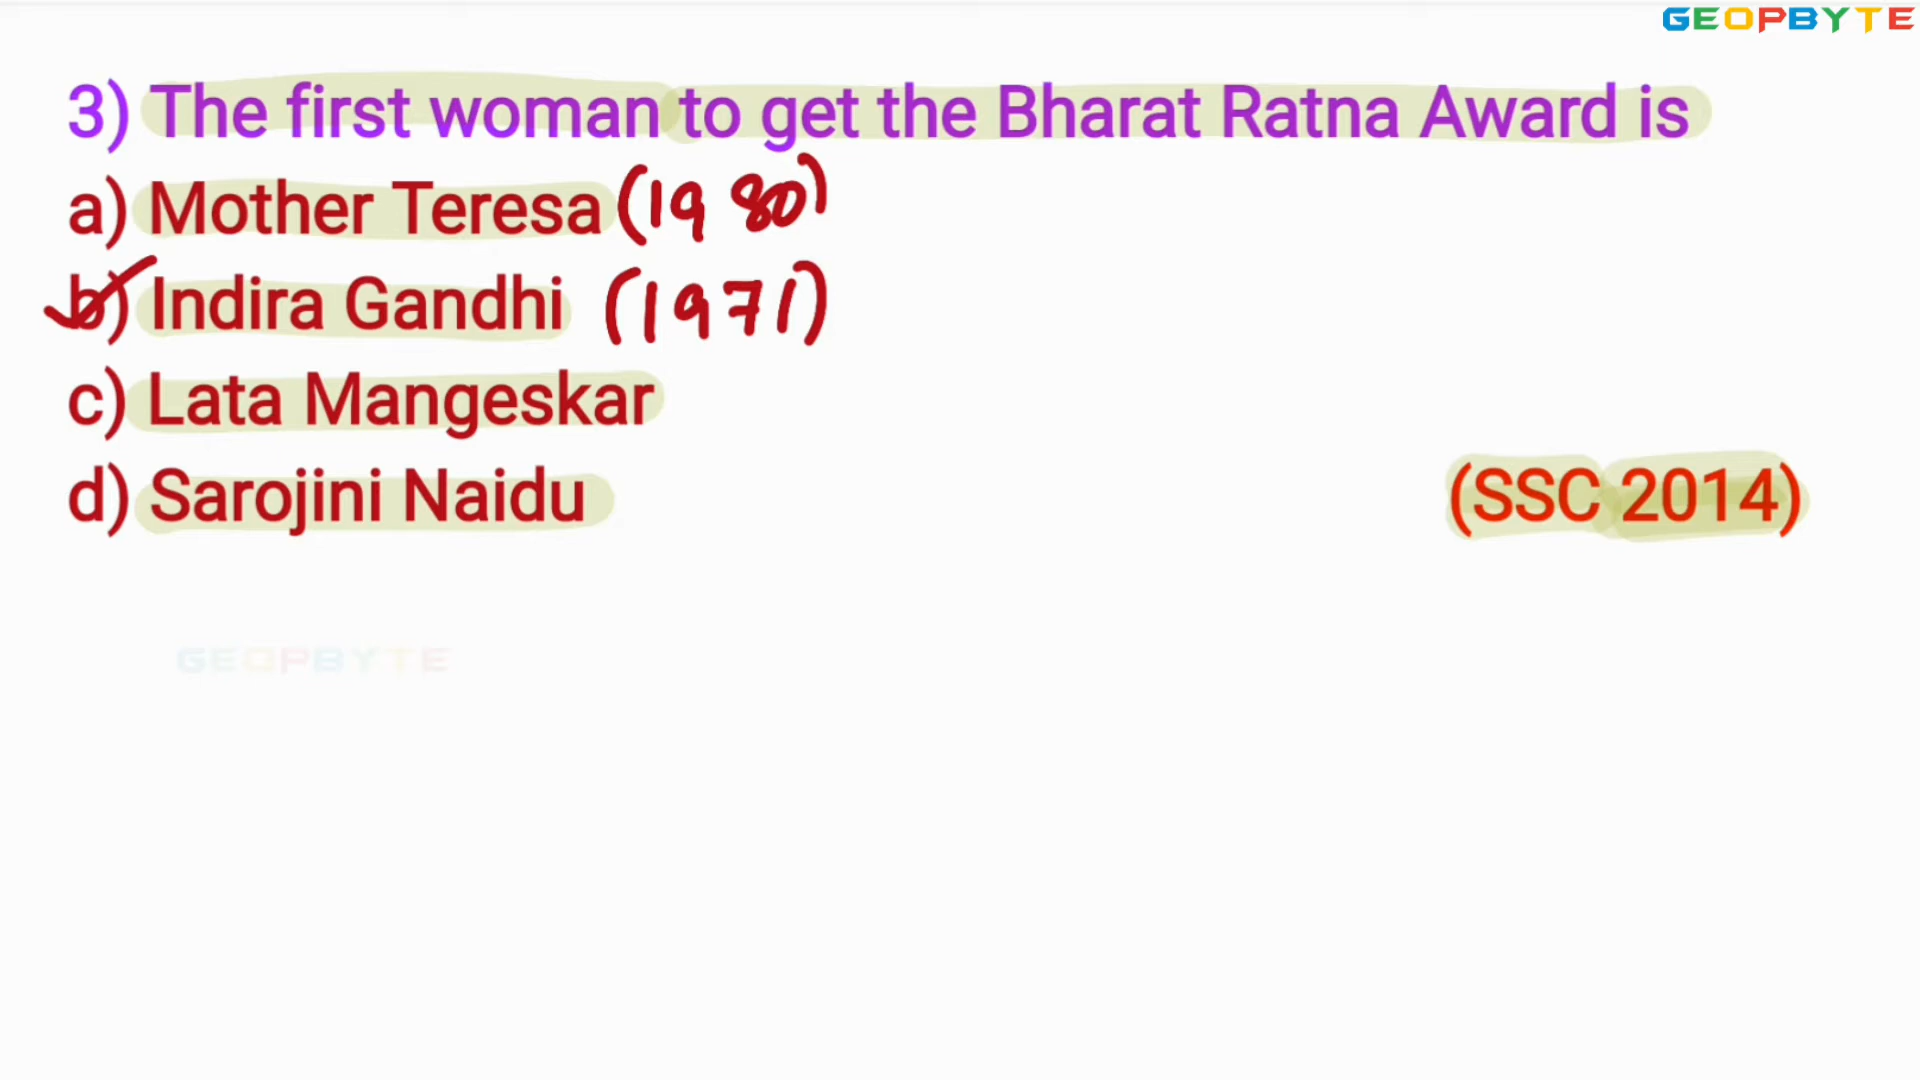 GEOPBYTE
3) The first woman to get the Bharat Ratna Award is
a) Mother Teresa (1980)
b) Indira Gandhi (1971)
c) Lata Mangeskar
d) Sarojini Naidu
(SSC 2014)
GEOPBYTE